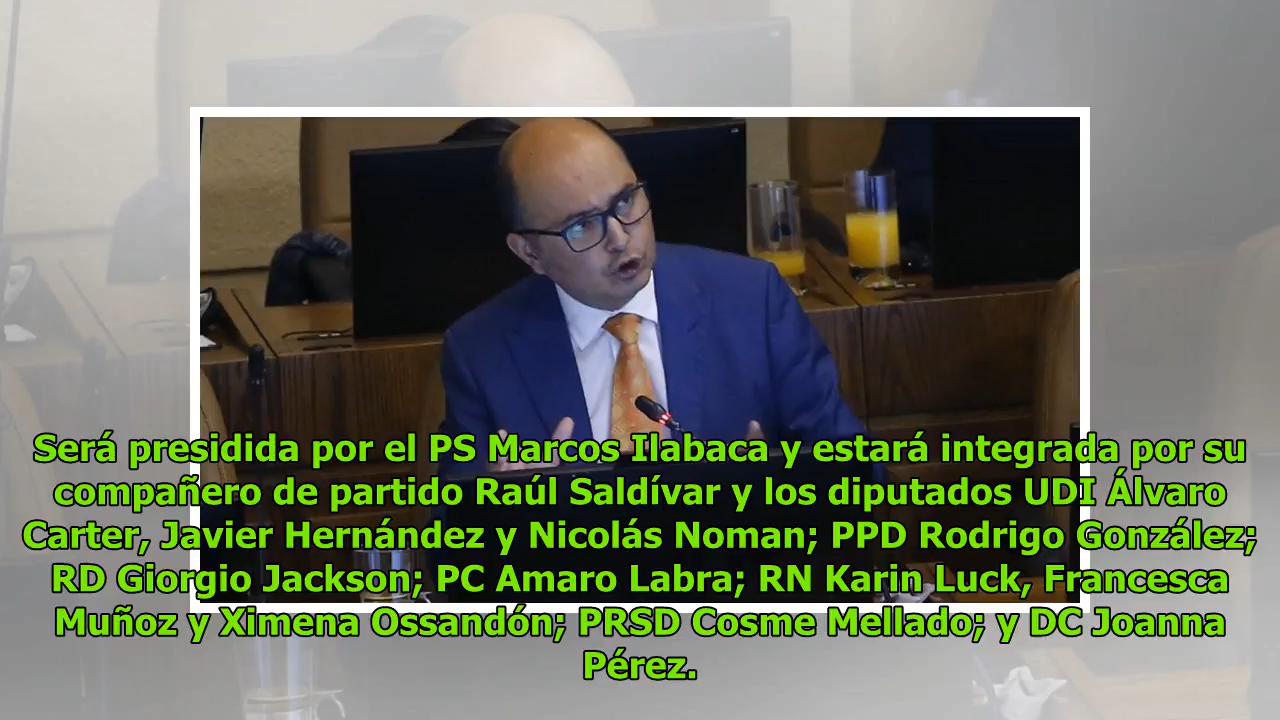 Será presidida por el PS Marcos Ilabaca y estará integrada por su
compañero de partido Raúl Saldívar y los diputados UDI Álvaro
Carter, Javier Hernández y Nicolás Noman; PPD Rodrigo González;
RD Giorgio Jackson; PC Amaro Labra; RN Karin Luck, Francesca
Muñoz y Ximena Ossandón; PRSD Cosme Mellado; y DC Joanna
Pérez.